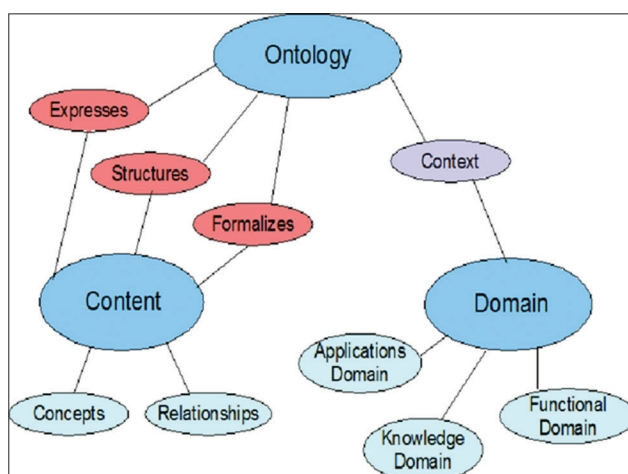 Ontology
Expresses
Structures
Context
Formalizes
Content
Domain
Applications
Domain
Concepts
Relationships
Functional
Domain
Knowledge
Domain